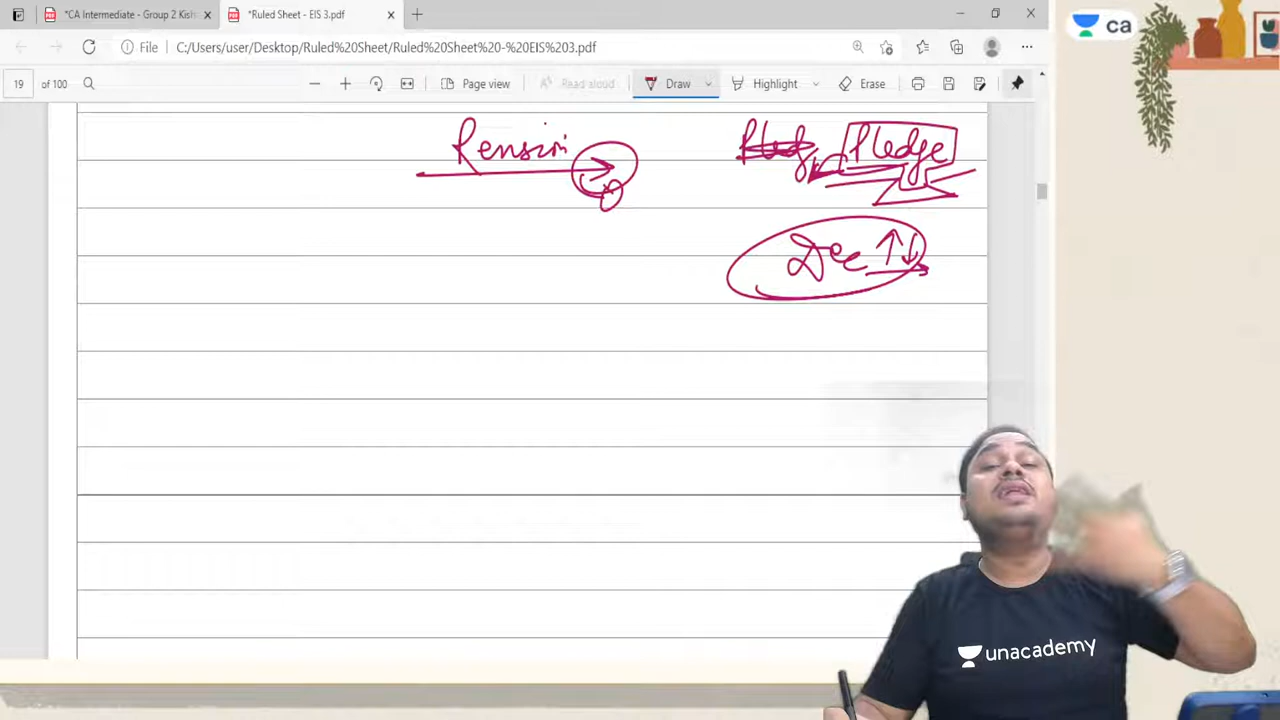 *CA Intermediate - Group 2 Kish
*Ruled Sheet - EIS 3.pdf
ca
File
C:/Users/user/Desktop/Ruled%20Sheet/Ruled%20Sheet%20-%20EIS%203.pdf
19 of 100
Page view
Read aloud
Draw
Highlight
Erase
Pension
Pledge
Dec ↑↓
unacademy